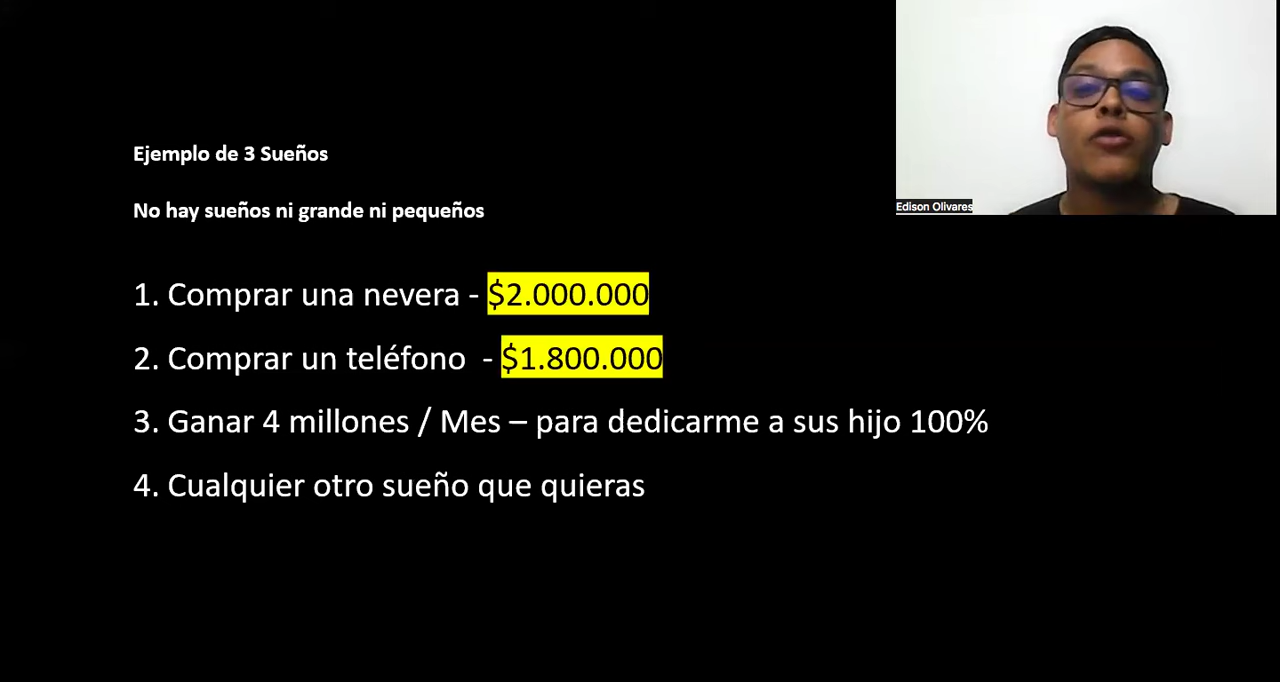 Ejemplo de 3 Sueños
No hay sueños ni grande ni pequeños
1. Comprar una nevera - $2.000.000
2. Comprar un teléfono - $1.800.000
3. Ganar 4 millones / Mes – para dedicarme a sus hijo 100%
4. Cualquier otro sueño que quieras
Edison Olivares